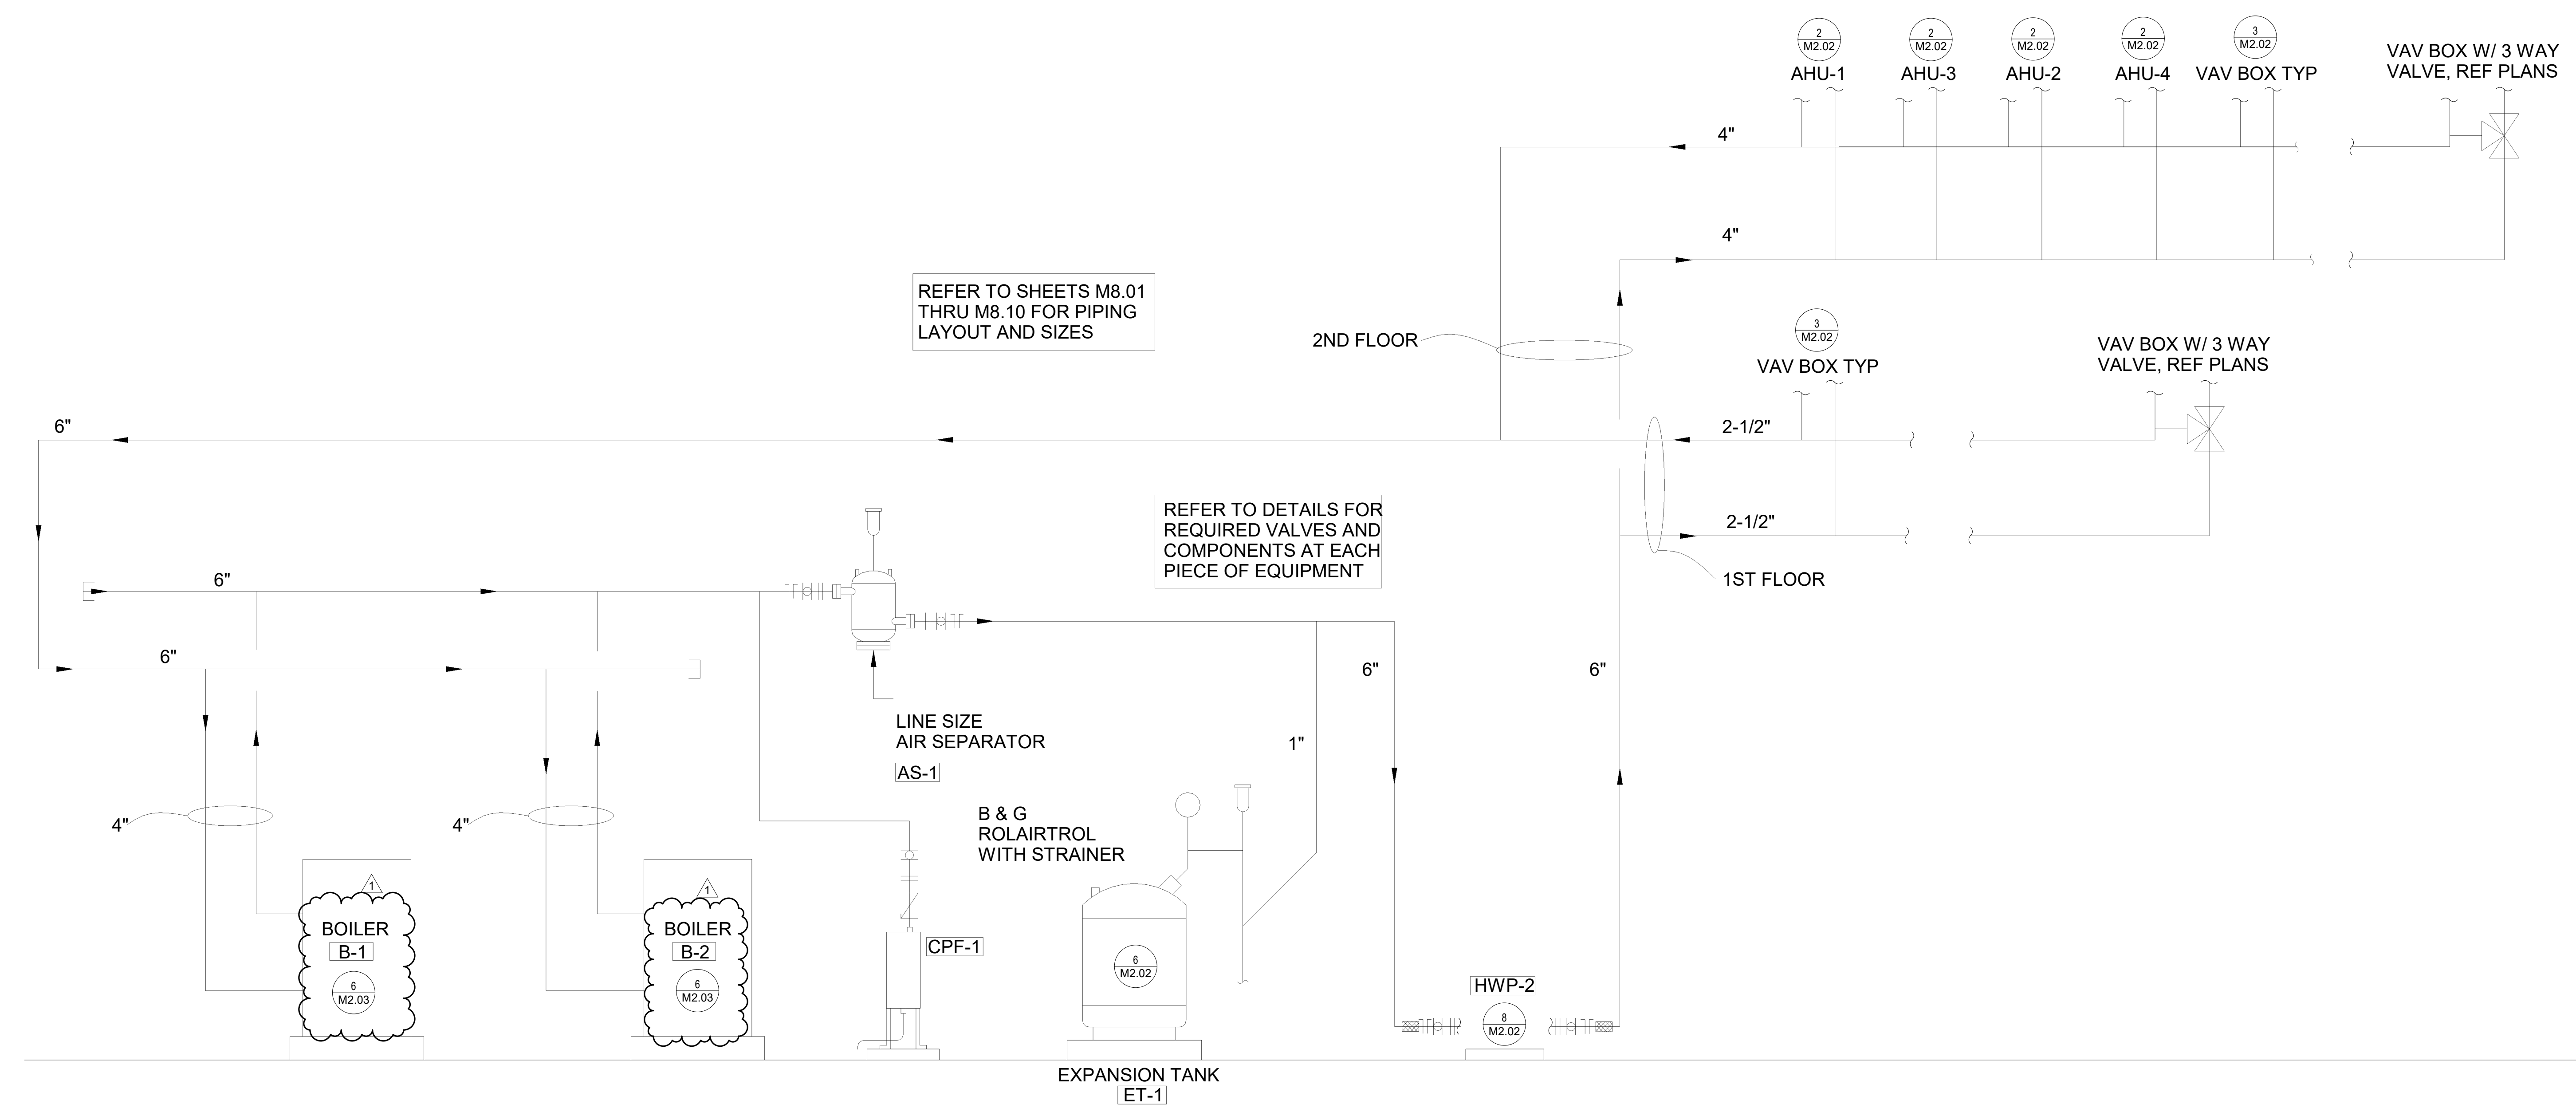 2
M2.02
AHU-1
2
M2.02
AHU-3
2
M2.02
AHU-2
2
M2.02
AHU-4
3
M2.02
VAV BOX TYP
VAV BOX W/ 3 WAY
VALVE, REF PLANS
4"
4"
REFER TO SHEETS M8.01
THRU M8.10 FOR PIPING
LAYOUT AND SIZES
2ND FLOOR
3
M2.02
VAV BOX TYP
VAV BOX W/ 3 WAY
VALVE, REF PLANS
6"
2-1/2"
2-1/2"
REFER TO DETAILS FOR
REQUIRED VALVES AND
COMPONENTS AT EACH
PIECE OF EQUIPMENT
1ST FLOOR
6"
6"
6"
6"
LINE SIZE
AIR SEPARATOR
AS-1
1"
B & G
ROLAIRTROL
WITH STRAINER
4"
4"
1
BOILER
B-1
6
M2.03
1
BOILER
B-2
6
M2.03
CPF-1
6
M2.02
HWP-2
8
M2.02
EXPANSION TANK
ET-1